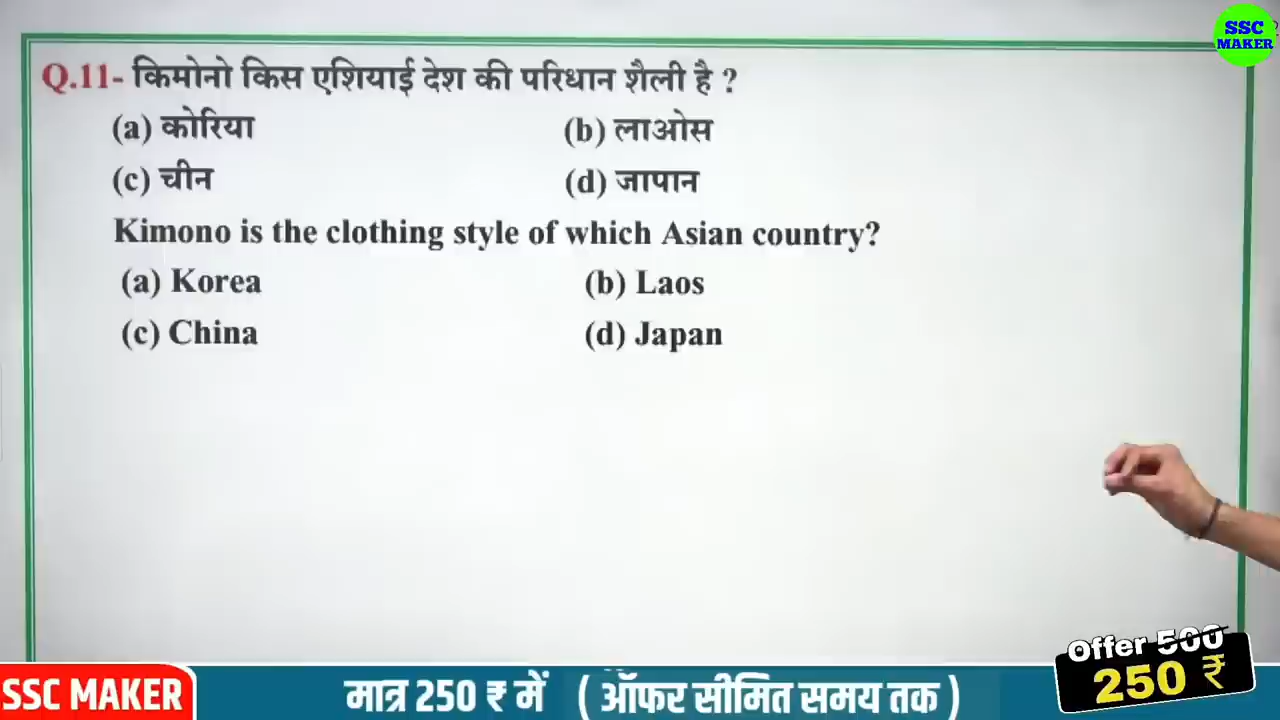 SSC
MAKER
Q.11- किमोनो किस एशियाई देश की परिधान शैली है ?
(a) कोरिया (b) लाओस
(c) चीन (d) जापान
Kimono is the clothing style of which Asian country?
(a) Korea (b) Laos
(c) China (d) Japan
Offer 500
250 ₹
SSC MAKER मात्र 250 ₹ में ( ऑफर सीमित समय तक )